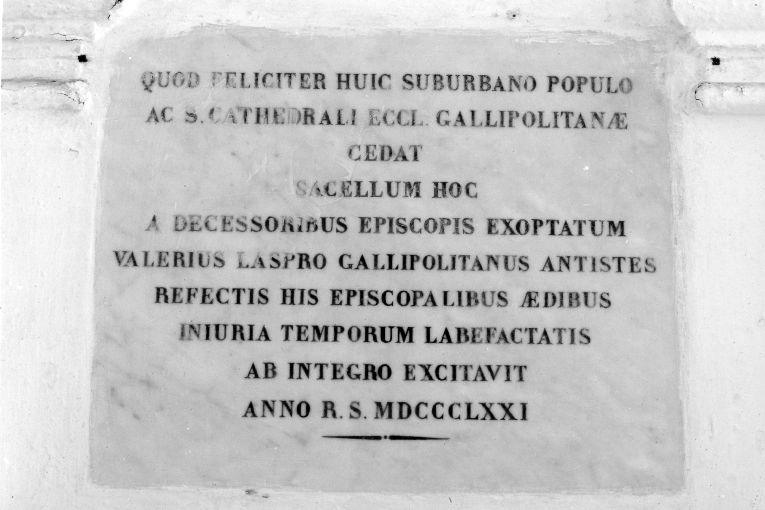 QUOD FELICITER HUIC SUBURBANO POPULO
AC S. CATHEDRALI ECCL. GALLIPOLITANÆ
CEDAT
SACELLUM HOC
A DECESSORIBUS EPISCOPIS EXOPTATUM
VALERIUS LASPRO GALLIPOLITANUS ANTISTES
REFECTIS HIS EPISCOPALIBUS ÆDIBUS
INIURIA TEMPORUM LABEFACTATIS
AB INTEGRO EXCITAVIT
ANNO R. S. MDCCCLXXI